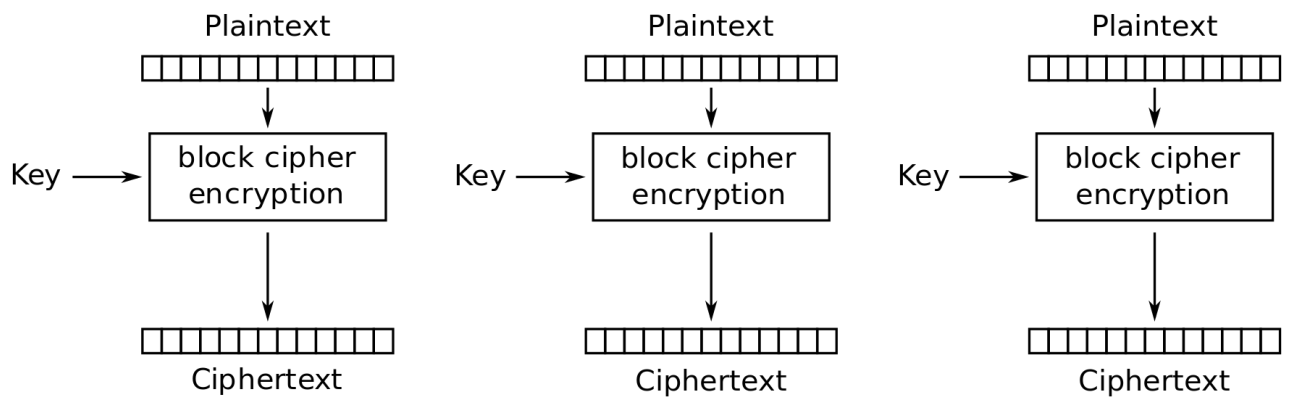 Plaintext
Plaintext
Plaintext
Key
block cipher
encryption
Key
block cipher
encryption
Key
block cipher
encryption
Ciphertext
Ciphertext
Ciphertext